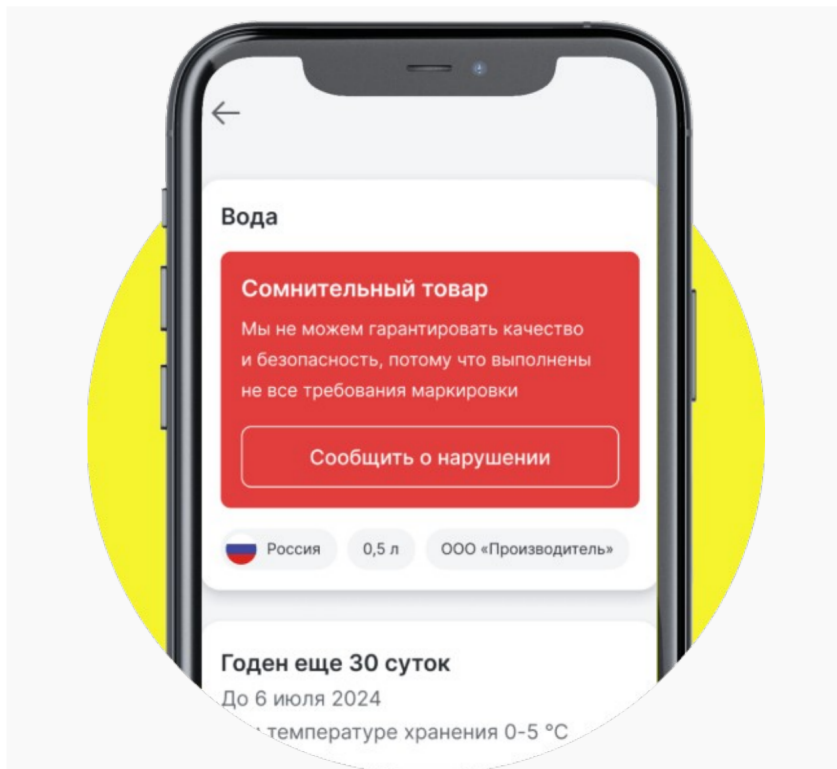 Вода
Сомнительный товар
Мы не можем гарантировать качество
и безопасность, потому что выполнены
не все требования маркировки
Сообщить о нарушении
Россия
0,5 л
ООО «Производитель»
Годен еще 30 суток
До 6 июля 2024
температуре хранения 0-5 °C